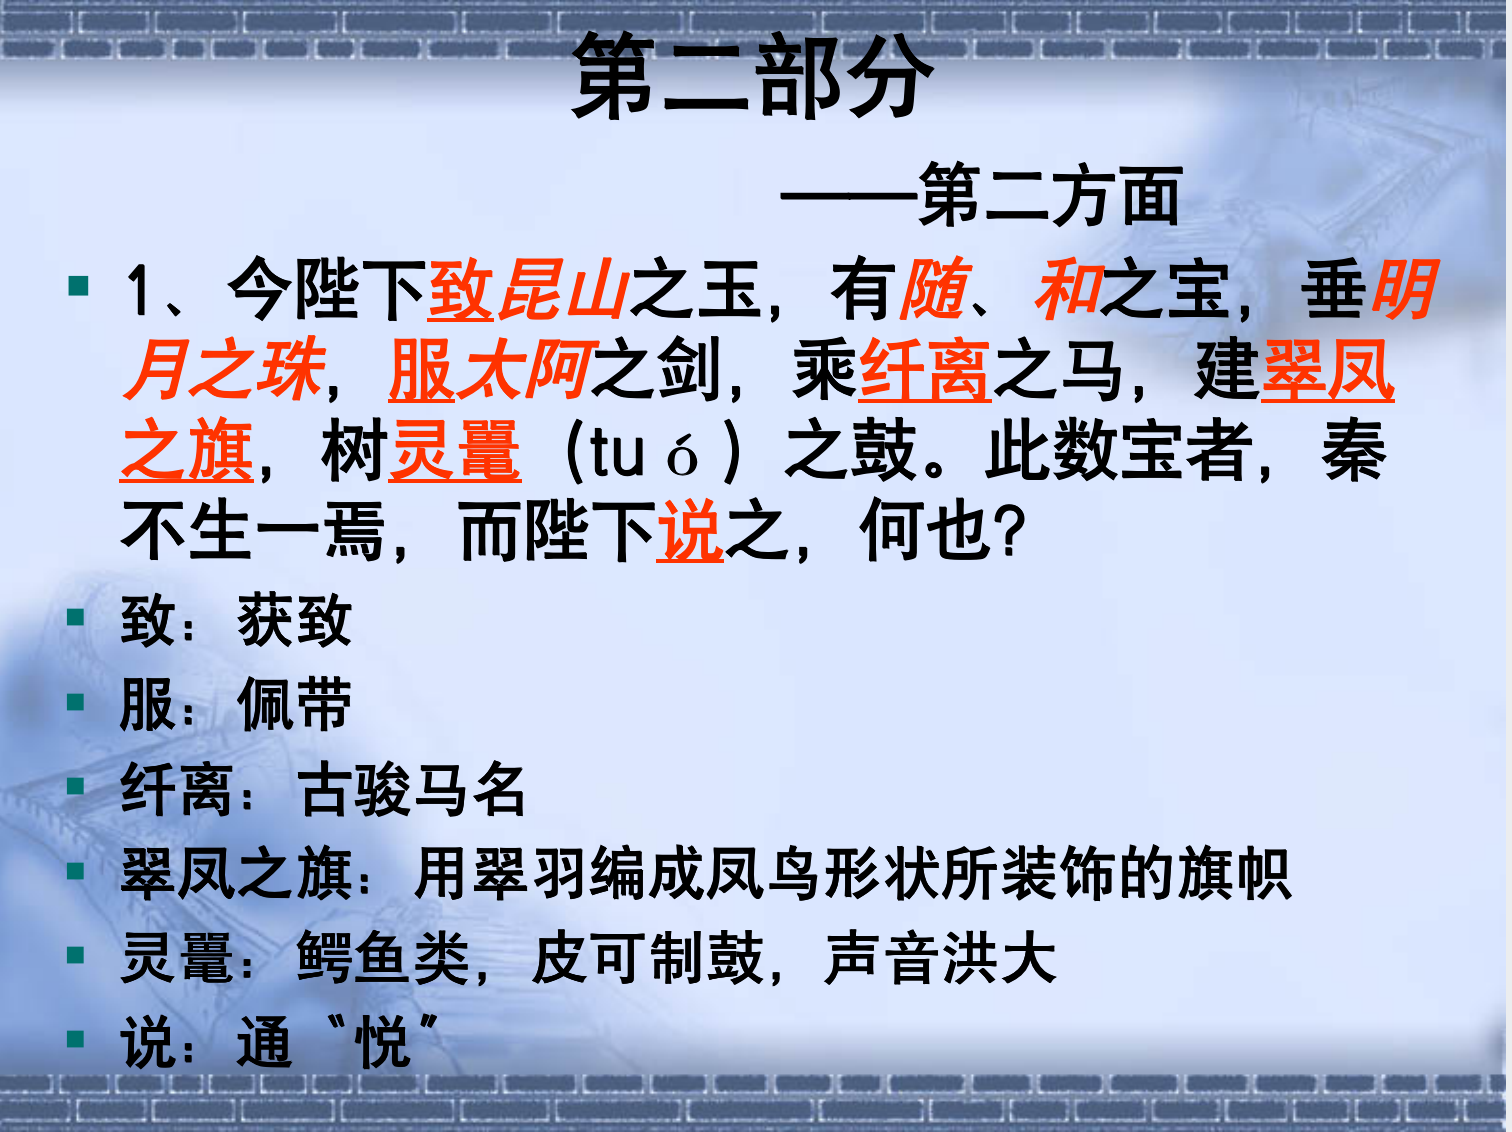 第二部分
——第二方面
1、今陛下致昆山之玉，有随、和之宝，垂明
月之珠，服太阿之剑，乘纤离之马，建翠凤
之旗，树灵鼍（tuó）之鼓。此数宝者，秦
不生一焉，而陛下说之，何也？
致：获致
服：佩带
纤离：古骏马名
翠凤之旗：用翠羽编成凤鸟形状所装饰的旗帜
灵鼍：鳄鱼类，皮可制鼓，声音洪大
说：通“悦”